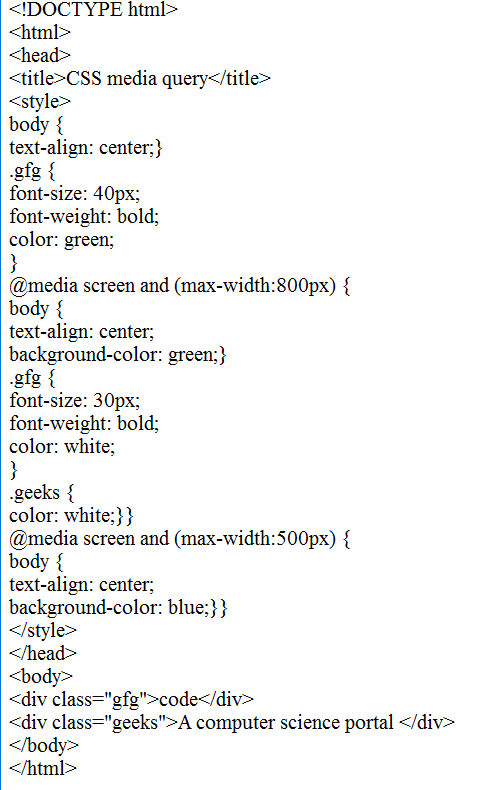 <!DOCTYPE html>
<html>
<head>
<title>CSS media query</title>
<style>
body {
text-align: center;}
.gfg {
font-size: 40px;
font-weight: bold;
color: green;
}
@media screen and (max-width:800px) {
body {
text-align: center;
background-color: green;}
.gfg {
font-size: 30px;
font-weight: bold;
color: white;
}
.geeks {
color: white;}}
@media screen and (max-width:500px) {
body {
text-align: center;
background-color: blue;}}
</style>
</head>
<body>
<div class="gfg">code</div>
<div class="geeks">A computer science portal </div>
</body>
</html>